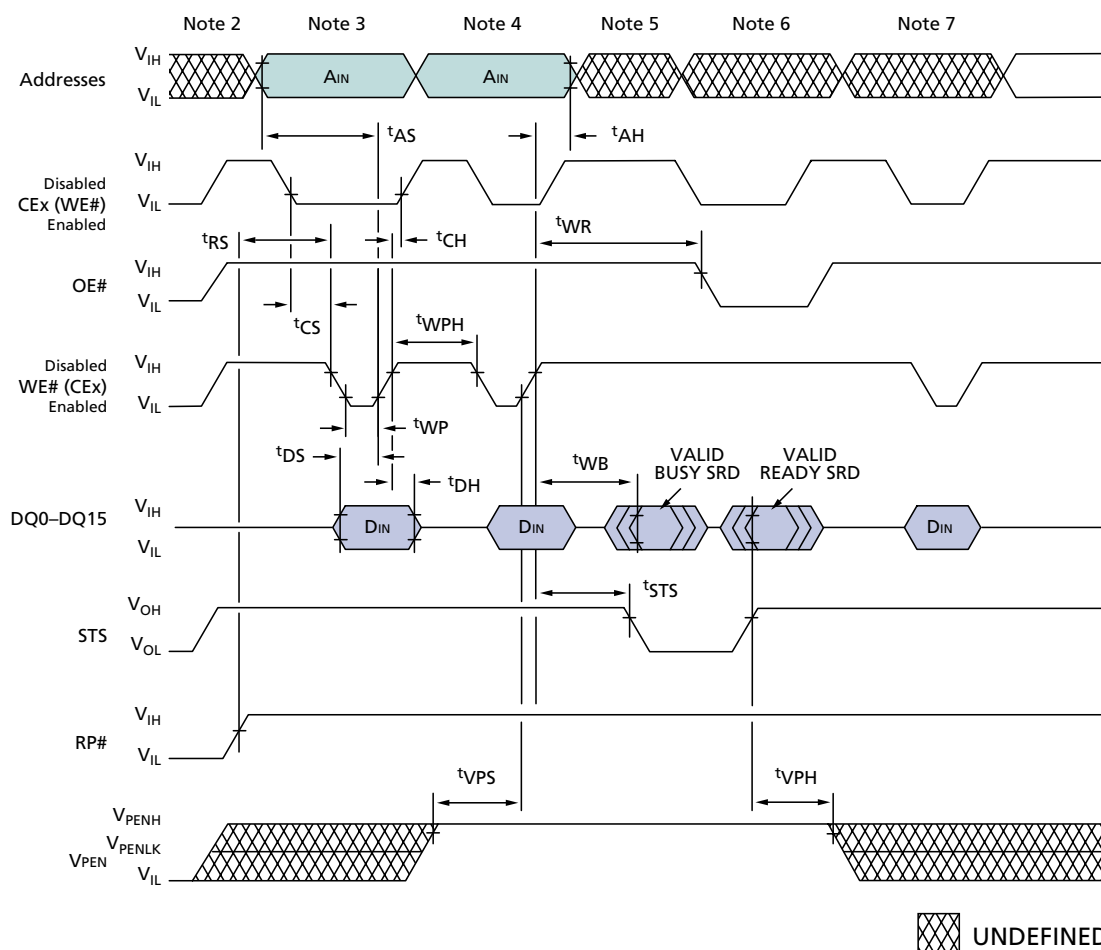 Note 2 Note 3 Note 4 Note 5 Note 6 Note 7
VIH
Addresses
VIL
AIN AIN
tAS tAH
VIH
Disabled
CEx (WE#)
Enabled
VIL
tRS tCH tWR
VIH
OE#
VIL
tCS tWPH
VIH
Disabled
WE# (CEx)
Enabled
VIL
tWP
tDS tDH tWB
VALID
BUSY SRD
VALID
READY SRD
VIH
DQ0–DQ15
VIL
DIN DIN DIN
tSTS
VOH
STS
VOL
VIH
RP#
VIL
tVPS tVPH
VPENH
VPENLK
VPEN
VIL
UNDEFINED